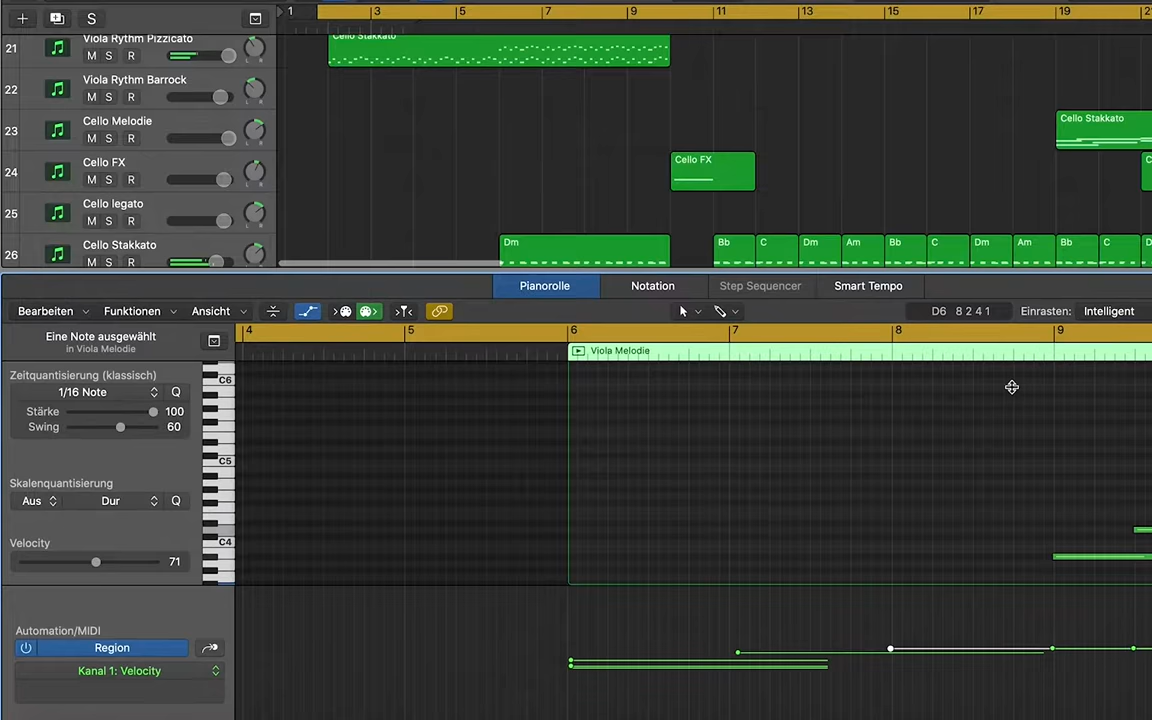 S
1 3 5 7 9 11 13 15 17 19
21 Viola Rythm Pizzicato
M S R
Cello Stakkato
22 Viola Rythm Barrock
M S R
23 Cello Melodie
M S R
Cello Stakkato
24 Cello FX
M S R
Cello FX
25 Cello legato
M S R
26 Cello Stakkato
M S R
Dm Bb C Dm Am Bb C Dm Am Bb C
Pianorolle Notation Step Sequencer Smart Tempo
Bearbeiten Funktionen Ansicht D6 8 2 4 1 Einrasten: Intelligent
Eine Note ausgewählt
in Viola Melodie
4 5 6 7 8 9
Viola Melodie
Zeitquantisierung (klassisch)
1/16 Note Q
Stärke 100
Swing 60
C6
C5
Skalenquantisierung
Aus Dur Q
Velocity
71
C4
Automation/MIDI
Region
Kanal 1: Velocity